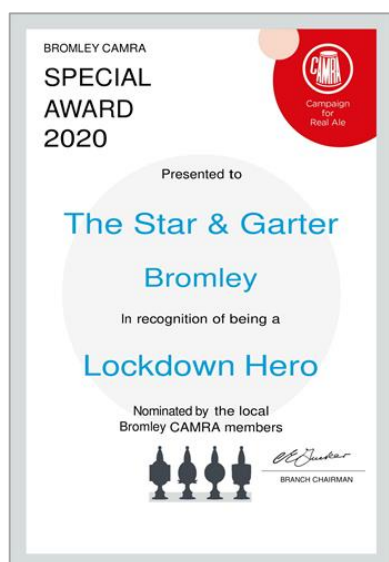 BROMLEY CAMRA
SPECIAL
AWARD
2020
CAMRA
Campaign
for
Real Ale
Presented to
The Star & Garter
Bromley
In recognition of being a
Lockdown Hero
Nominated by the local
Bromley CAMRA members
BRANCH CHAIRMAN